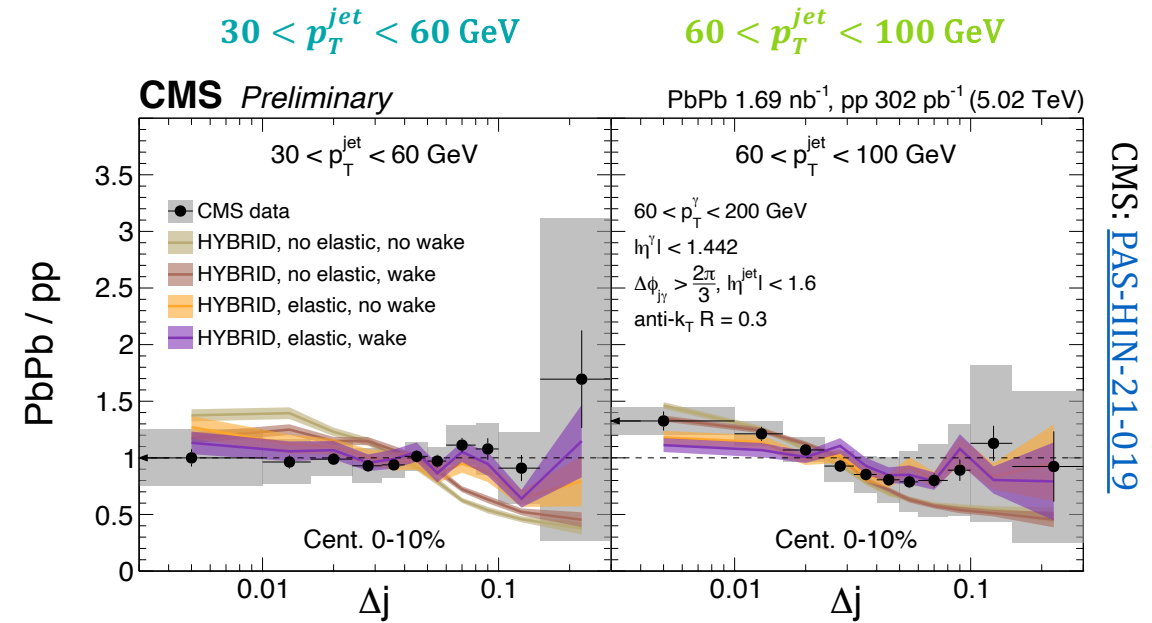 30 < p_T^{jet} < 60 GeV
60 < p_T^{jet} < 100 GeV
CMS Preliminary
PbPb 1.69 nb⁻¹, pp 302 pb⁻¹ (5.02 TeV)
30 < p_T^{jet} < 60 GeV
CMS data
HYBRID, no elastic, no wake
HYBRID, no elastic, wake
HYBRID, elastic, no wake
HYBRID, elastic, wake
Cent. 0-10%
60 < p_T^{jet} < 100 GeV
60 < p_T^γ < 200 GeV
|η^γ| < 1.442
Δϕ_{jγ} > 2π/3, |η^{jet}| < 1.6
anti-k_T R = 0.3
Cent. 0-10%
PbPb / pp
3.5
3
2.5
2
1.5
1
0.5
0
0.01
0.1
0.01
0.1
Δj
Δj
CMS: PAS-HIN-21-019